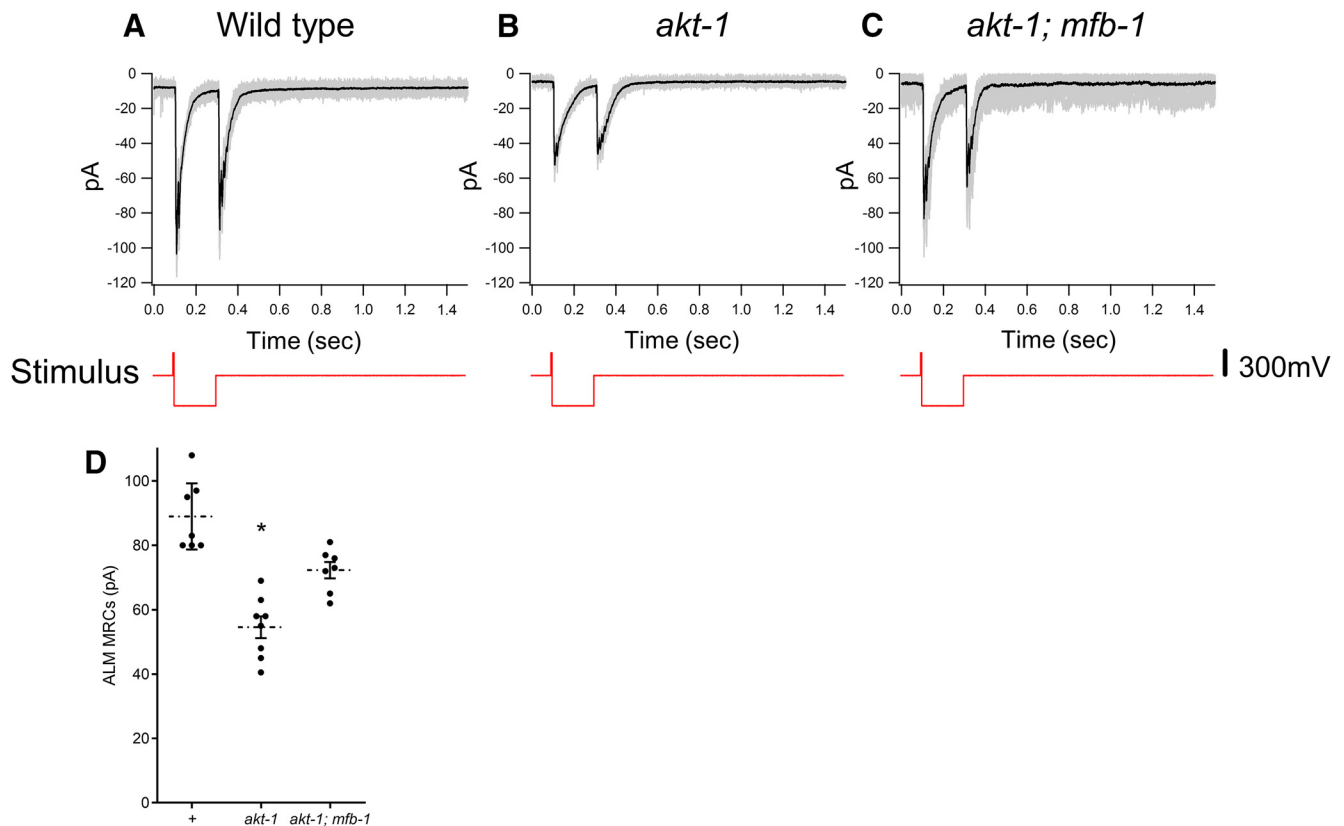 A Wild type
B akt-1
C akt-1; mfb-1
pA
0
-20
-40
-60
-80
-100
-120
0.0 0.2 0.4 0.6 0.8 1.0 1.2 1.4
Time (sec)
pA
0
-20
-40
-60
-80
-100
-120
0.0 0.2 0.4 0.6 0.8 1.0 1.2 1.4
Time (sec)
pA
0
-20
-40
-60
-80
-100
-120
0.0 0.2 0.4 0.6 0.8 1.0 1.2 1.4
Time (sec)
Stimulus
300mV
D
ALM MRCs (pA)
100
80
60
40
20
0
*
+ akt-1 akt-1; mfb-1